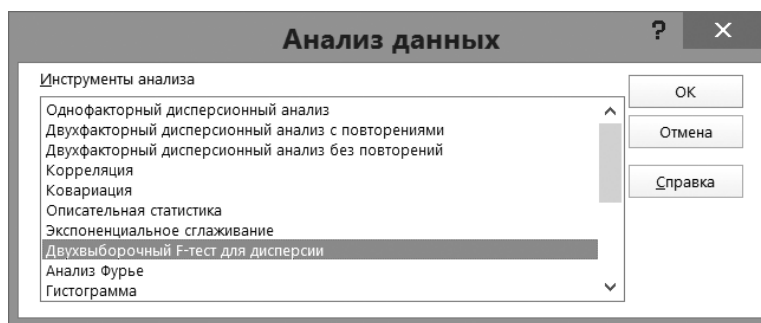 Анализ данных
? ×
Инструменты анализа
Однофакторный дисперсионный анализ
Двухфакторный дисперсионный анализ с повторениями
Двухфакторный дисперсионный анализ без повторений
Корреляция
Ковариация
Описательная статистика
Экспоненциальное сглаживание
Двухвыборочный F-тест для дисперсии
Анализ Фурье
Гистограмма
ОК
Отмена
Справка